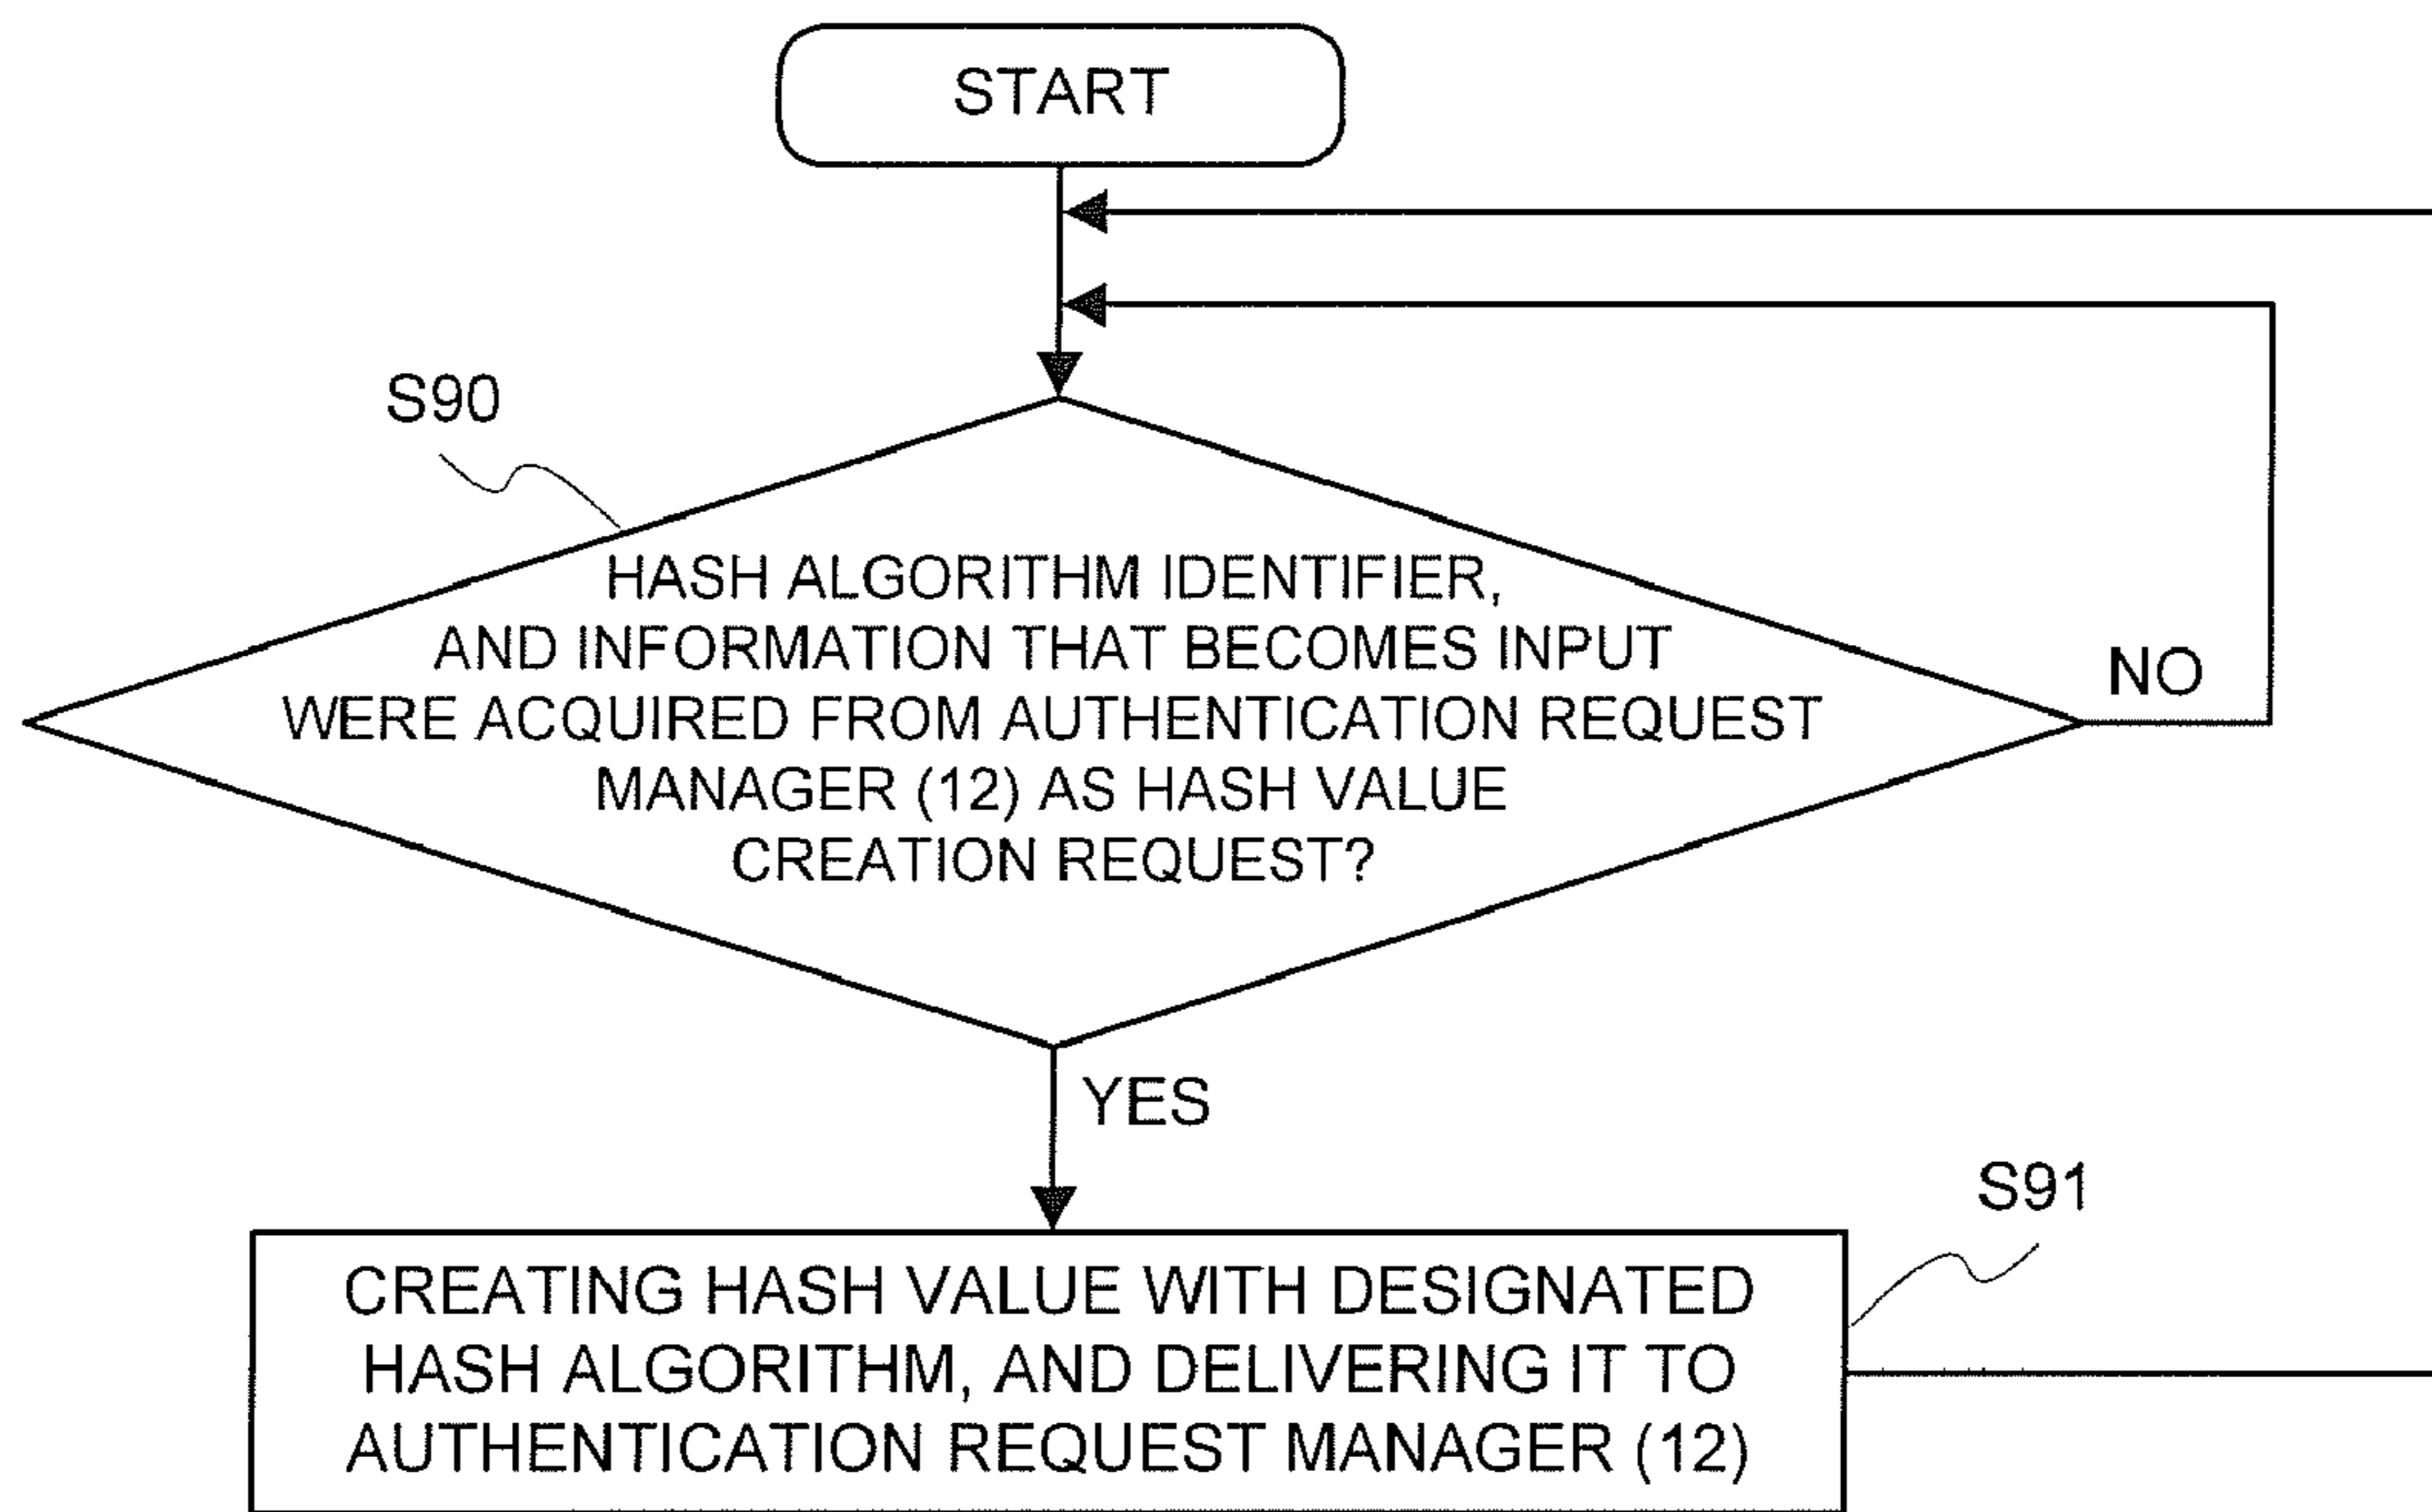 START
S90
HASH ALGORITHM IDENTIFIER,
AND INFORMATION THAT BECOMES INPUT
WERE ACQUIRED FROM AUTHENTICATION REQUEST
MANAGER (12) AS HASH VALUE
CREATION REQUEST?
NO
YES
S91
CREATING HASH VALUE WITH DESIGNATED
HASH ALGORITHM, AND DELIVERING IT TO
AUTHENTICATION REQUEST MANAGER (12)